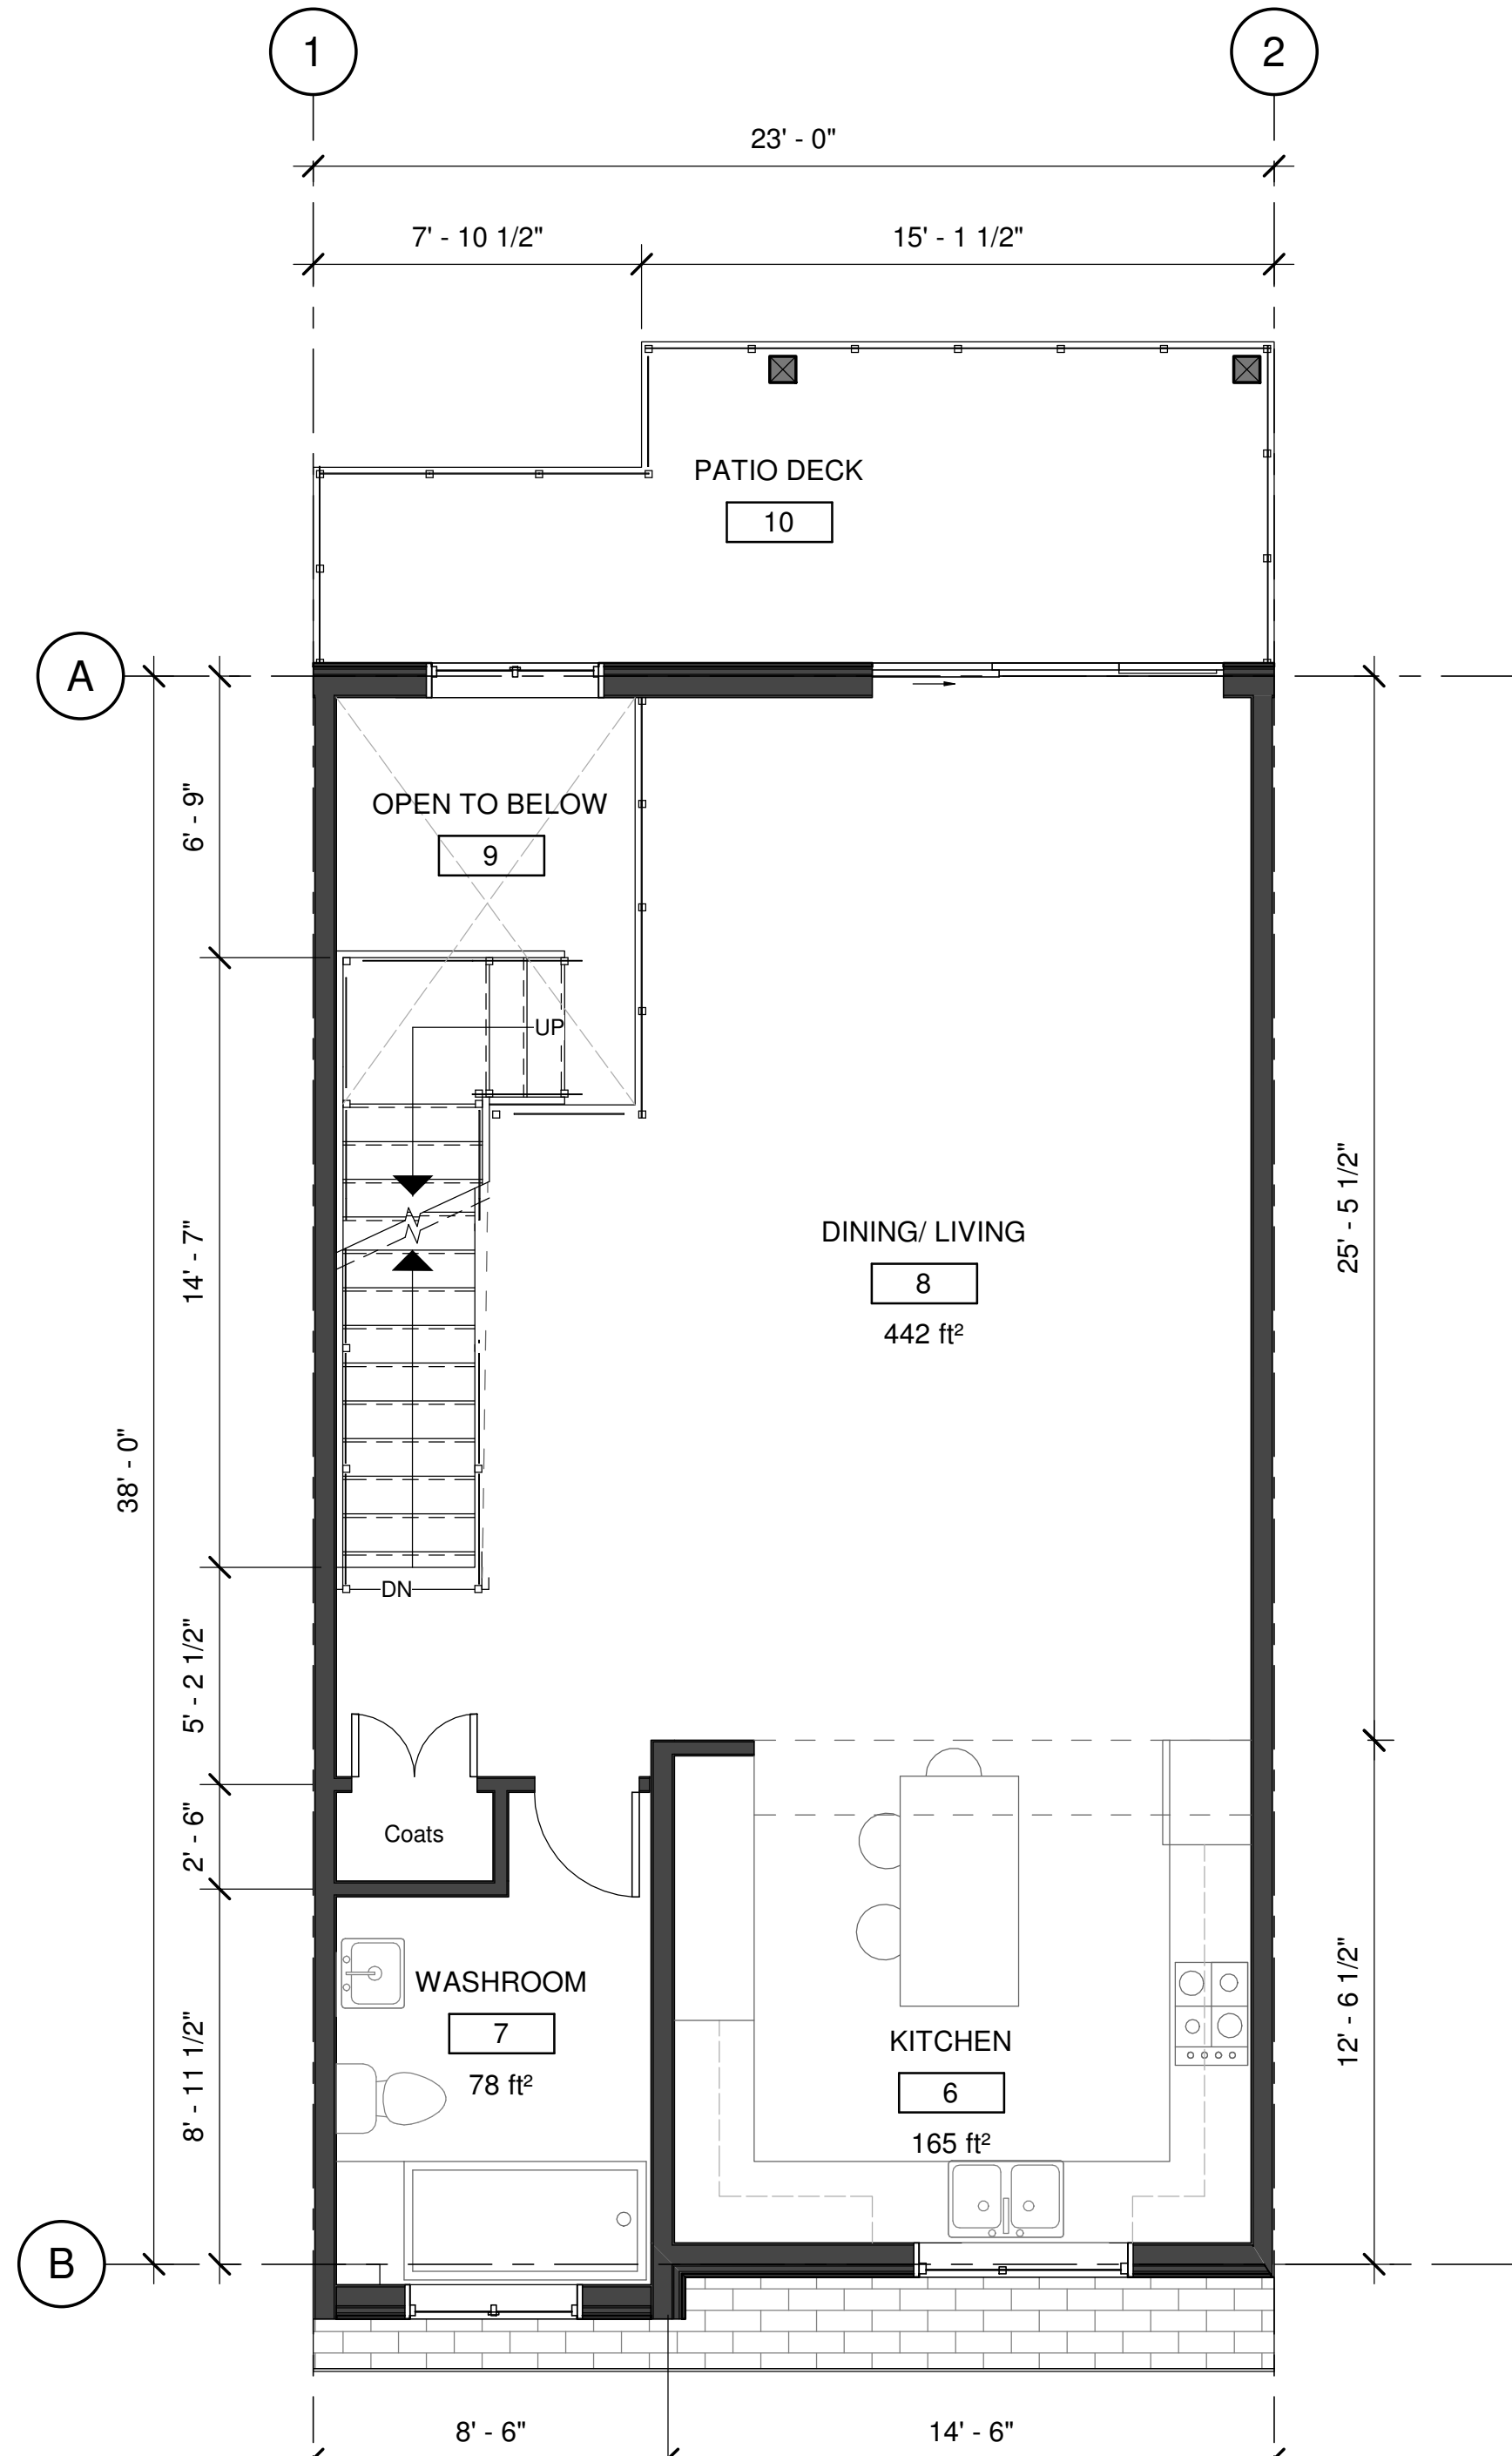 1
2
23' - 0"
7' - 10 1/2"
15' - 1 1/2"
PATIO DECK
10
A
6' - 9"
OPEN TO BELOW
9
UP
14' - 7"
25' - 5 1/2"
DINING/ LIVING
8
442 ft²
38' - 0"
DN
5' - 2 1/2"
2' - 6"
Coats
WASHROOM
7
78 ft²
KITCHEN
6
165 ft²
12' - 6 1/2"
8' - 11 1/2"
B
8' - 6"
14' - 6"